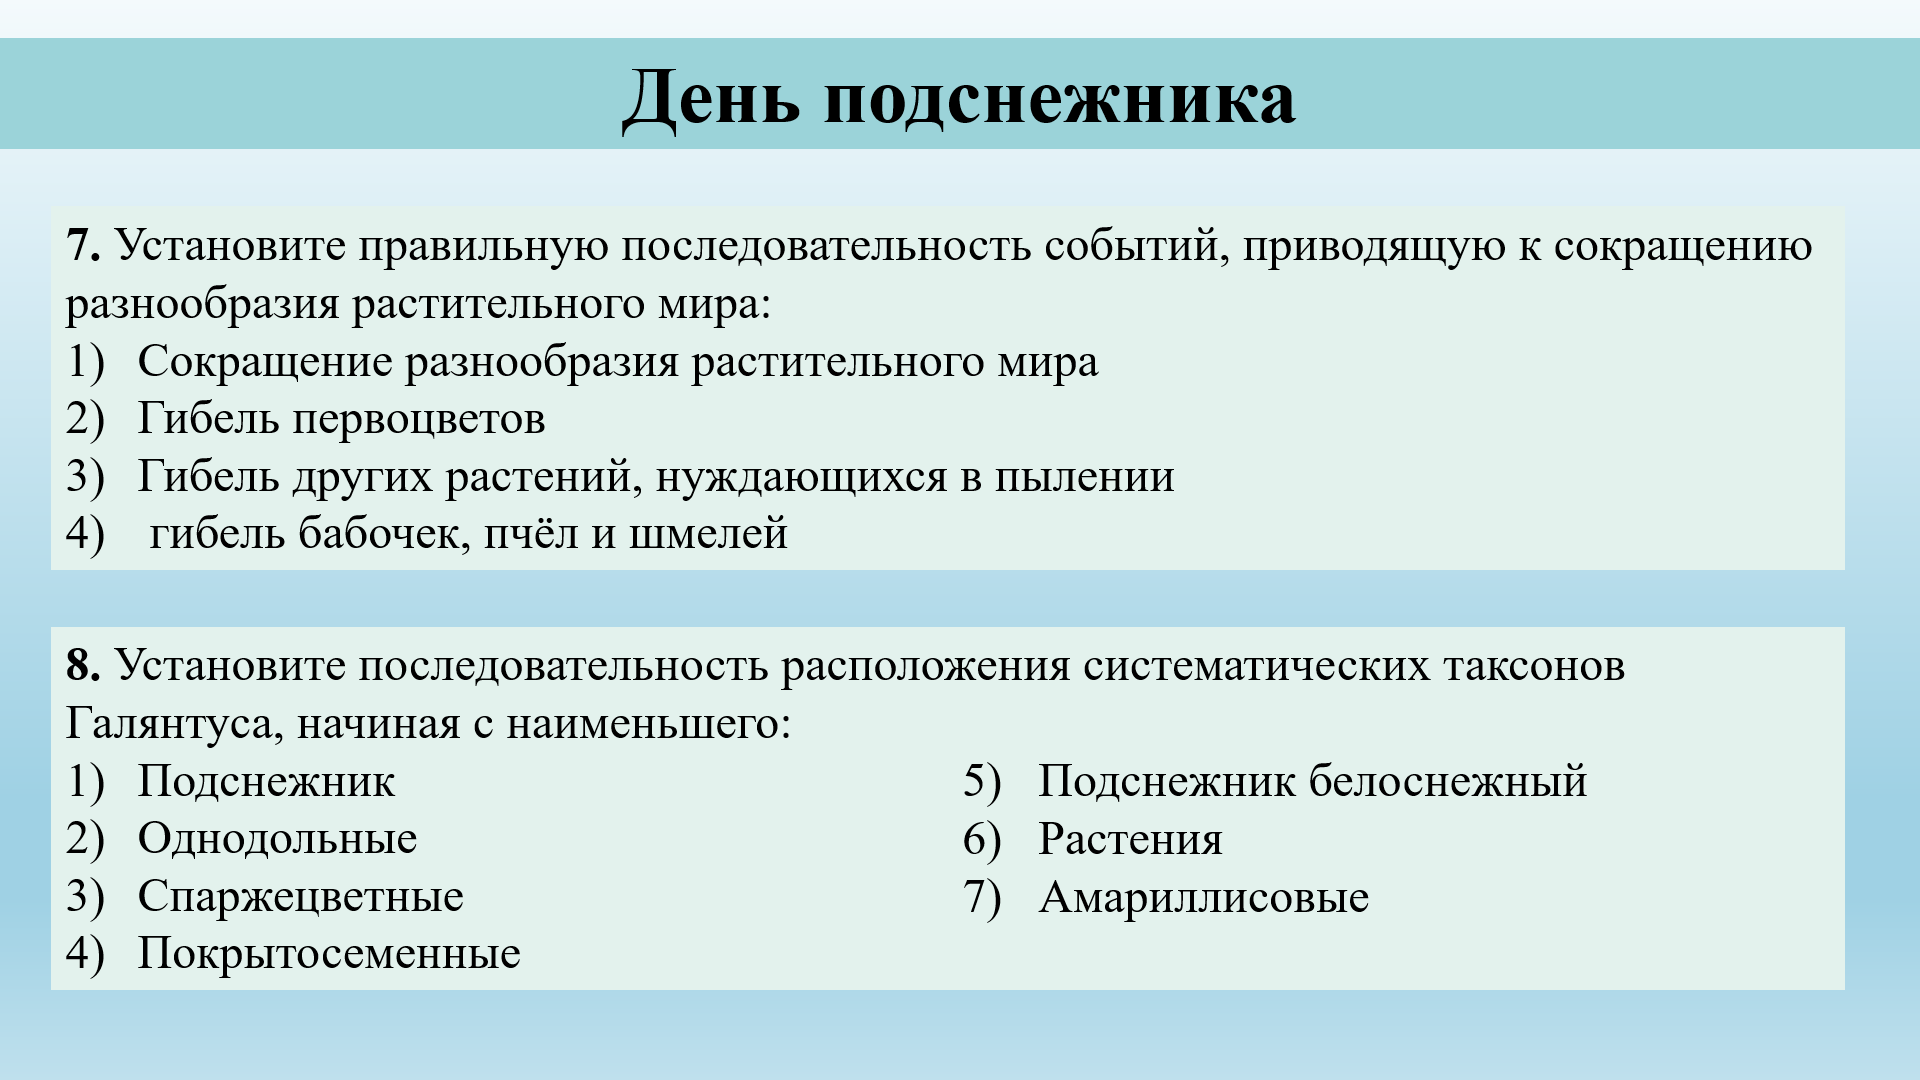 День подснежника
7. Установите правильную последовательность событий, приводящую к сокращению
разнообразия растительного мира:
1) Сокращение разнообразия растительного мира
2) Гибель первоцветов
3) Гибель других растений, нуждающихся в пылении
4) гибель бабочек, пчёл и шмелей
8. Установите последовательность расположения систематических таксонов
Галянтуса, начиная с наименьшего:
1) Подснежник
2) Однодольные
3) Спаржецветные
4) Покрытосеменные
5) Подснежник белоснежный
6) Растения
7) Амариллисовые